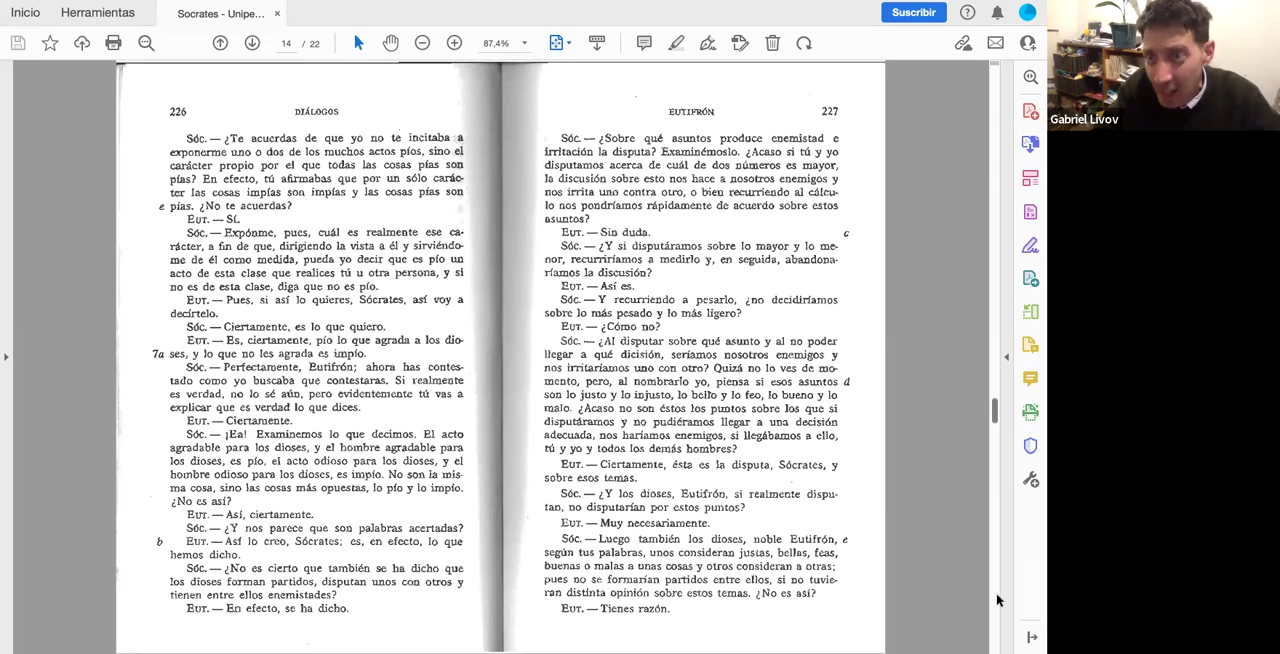 Inicio
Herramientas
Socrates - Unipe...
×
Suscribir
14 / 22
87,4%
Gabriel Livov
226
DIÁLOGOS
SÓC. — ¿Te acuerdas de que yo no te incitaba a
exponerme uno o dos de los muchos actos píos, sino el
carácter propio por el que todas las cosas pías son
pías? En efecto, tú afirmabas que por un sólo carác-
ter las cosas impías son impías y las cosas pías son
e pías. ¿No te acuerdas?
EUT. — Sí.
SÓC. — Expónme, pues, cuál es realmente ese ca-
rácter, a fin de que, dirigiendo la vista a él y sirviéndo-
me de él como medida, pueda yo decir que es pío un
acto de esta clase que realices tú u otra persona, y si
no es de esta clase, diga que no es pío.
EUT. — Pues, si así lo quieres, Sócrates, así voy a
decírtelo.
SÓC. — Ciertamente, es lo que quiero.
EUT. — Es, ciertamente, pío lo que agrada a los dio-
7a ses, y lo que no les agrada es impío.
SÓC. — Perfectamente, Eutifrón; ahora has contes-
tado como yo buscaba que contestaras. Si realmente
es verdad, no lo sé aún, pero evidentemente tú vas a
explicar que es verdad lo que dices.
EUT. — Ciertamente.
SÓC. — ¡Ea! Examinemos lo que decimos. El acto
agradable para los dioses, y el hombre agradable para
los dioses, es pío, el acto odioso para los dioses, y el
hombre odioso para los dioses, es impío. No son la mis-
ma cosa, sino las cosas más opuestas, lo pío y lo impío.
¿No es así?
EUT. — Así, ciertamente.
SÓC. — ¿Y nos parece que son palabras acertadas?
b EUT. — Así lo creo, Sócrates; es, en efecto, lo que
hemos dicho.
SÓC. — ¿No es cierto que también se ha dicho que
los dioses forman partidos, disputan unos con otros y
tienen entre ellos enemistades?
EUT. — En efecto, se ha dicho.
EUTIFRÓN
227
SÓC. — ¿Sobre qué asuntos produce enemistad e
irritación la disputa? Examinémoslo. ¿Acaso si tú y yo
disputamos acerca de cuál de dos números es mayor,
la discusión sobre esto nos hace a nosotros enemigos y
nos irrita uno contra otro, o bien recurriendo al cálcu-
lo nos pondríamos rápidamente de acuerdo sobre estos
asuntos?
EUT. — Sin duda. c
SÓC. — ¿Y si disputáramos sobre lo mayor y lo me-
nor, recurriríamos a medirlo y, en seguida, abandona-
ríamos la discusión?
EUT. — Así es.
SÓC. — Y recurriendo a pesarlo, ¿no decidiríamos
sobre lo más pesado y lo más ligero?
EUT. — ¿Cómo no?
SÓC. — ¿Al disputar sobre qué asunto y al no poder
llegar a qué dicisión, seríamos nosotros enemigos y
nos irritaríamos uno con otro? Quizá no lo ves de mo-
mento, pero, al nombrarlo yo, piensa si esos asuntos d
son lo justo y lo injusto, lo bello y lo feo, lo bueno y lo
malo. ¿Acaso no son éstos los puntos sobre los que si
disputáramos y no pudiéramos llegar a una decisión
adecuada, nos haríamos enemigos, si llegábamos a ello,
tú y yo y todos los demás hombres?
EUT. — Ciertamente, ésta es la disputa, Sócrates, y
sobre esos temas.
SÓC. — ¿Y los dioses, Eutifrón, si realmente dispu-
tan, no disputarían por estos puntos?
EUT. — Muy necesariamente.
SÓC. — Luego también los dioses, noble Eutifrón, e
según tus palabras, unos consideran justas, bellas, feas,
buenas o malas a unas cosas y otros consideran a otras;
pues no se formarían partidos entre ellos, si no tuvie-
ran distinta opinión sobre estos temas. ¿No es así?
EUT. — Tienes razón.